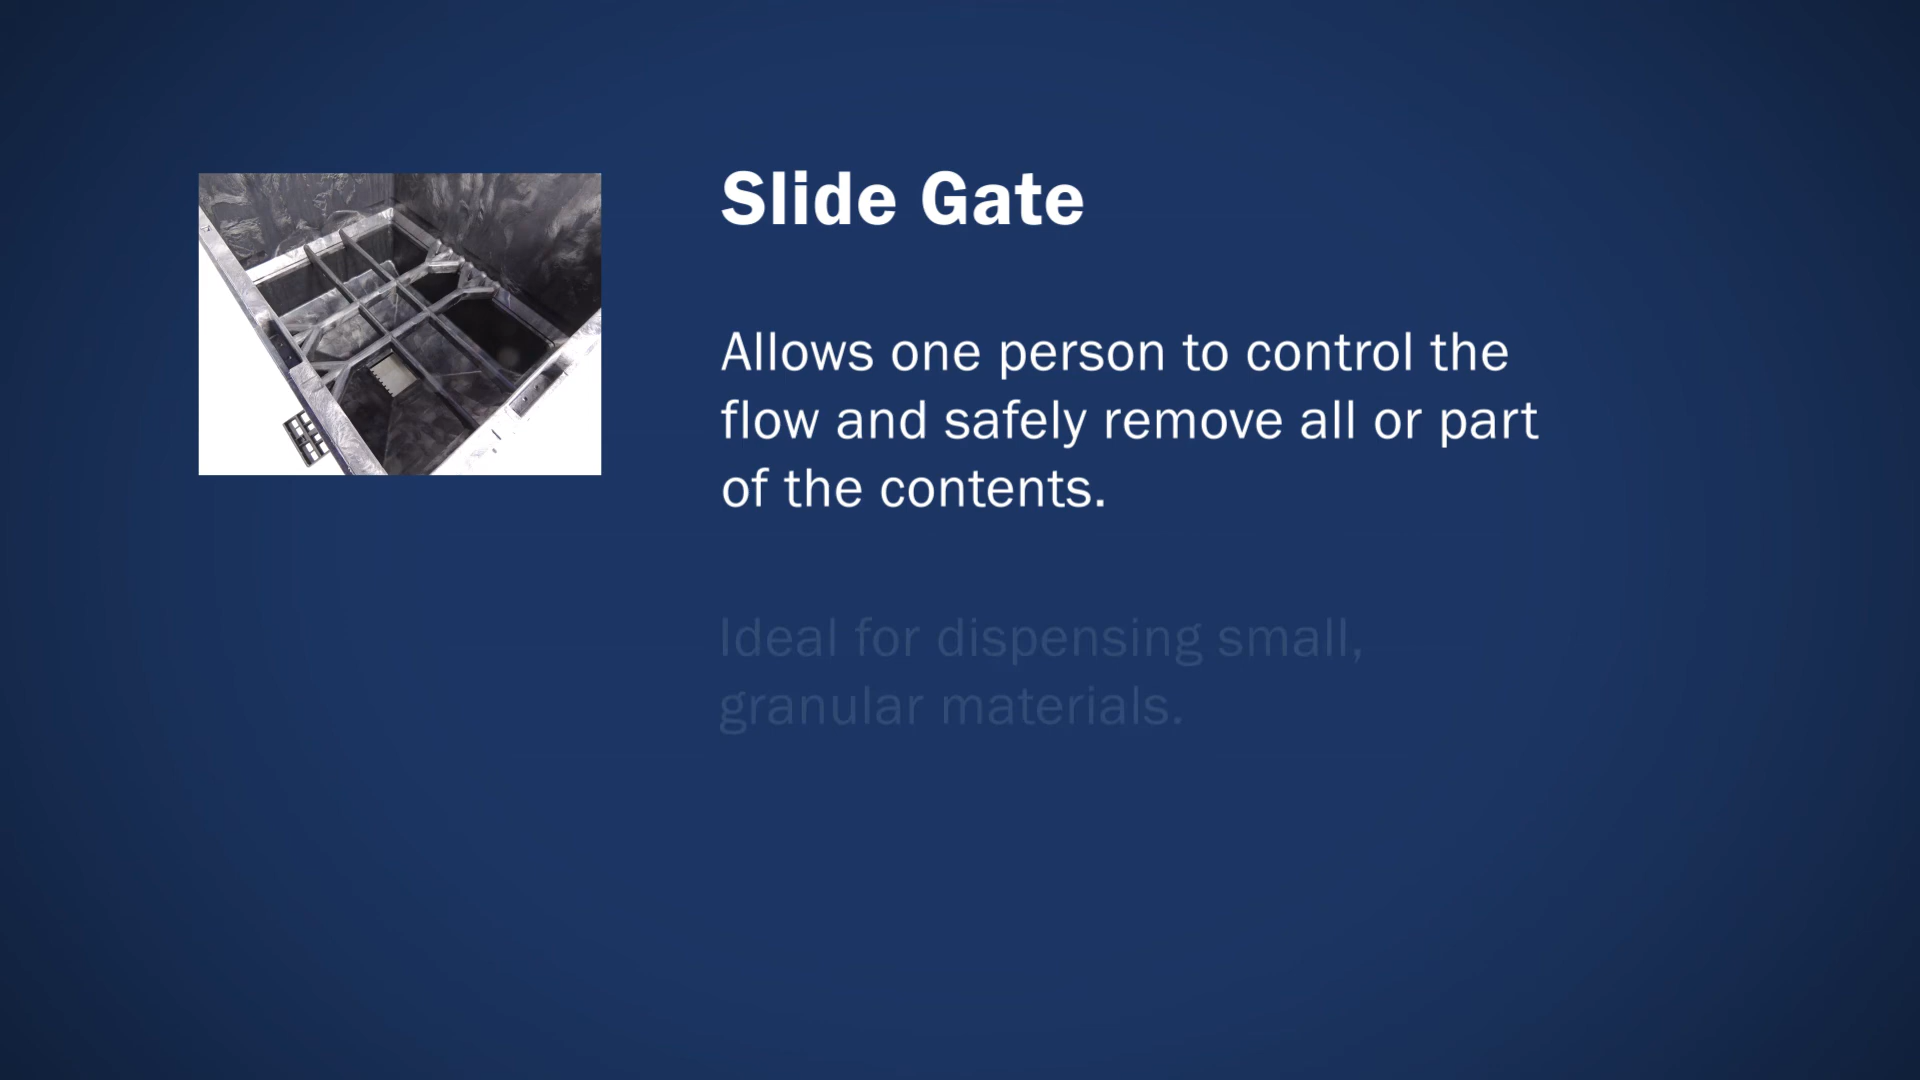 Slide Gate
Allows one person to control the
flow and safely remove all or part
of the contents.
Ideal for dispensing small,
granular materials.